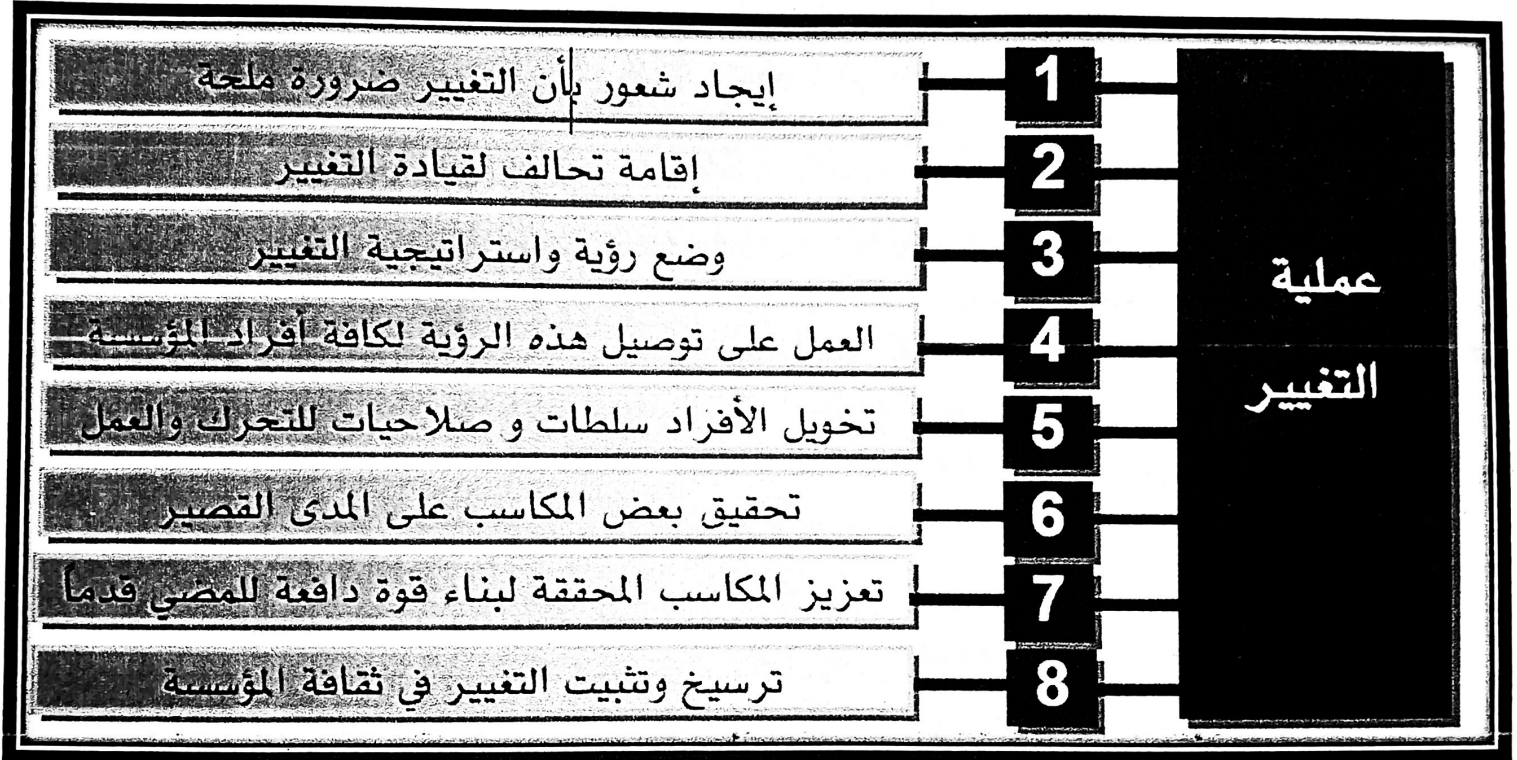 عملية
التغيير
1 إيجاد شعور بأن التغيير ضرورة ملحة
2 إقامة تحالف لقيادة التغيير
3 وضع رؤية واستراتيجية التغيير
4 العمل على توصيل هذه الرؤية لكافة أفراد المؤسسة
5 تخويل الأفراد سلطات و صلاحيات للتحرك والعمل
6 تحقيق بعض المكاسب على المدى القصير
7 تعزيز المكاسب المحققة لبناء قوة دافعة للمضي قدماً
8 ترسيخ وتثبيت التغيير في ثقافة المؤسسة